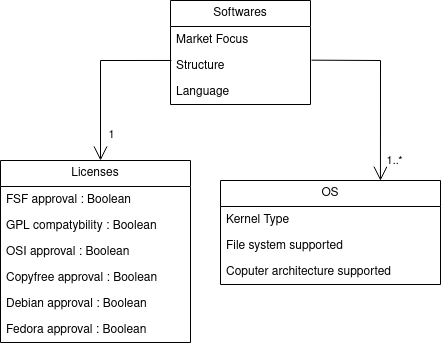 Softwares
Market Focus
Structure
Language
1
1..*
Licenses
FSF approval : Boolean
GPL compatybility : Boolean
OSI approval : Boolean
Copyfree approval : Boolean
Debian approval : Boolean
Fedora approval : Boolean
OS
Kernel Type
File system supported
Coputer architecture supported